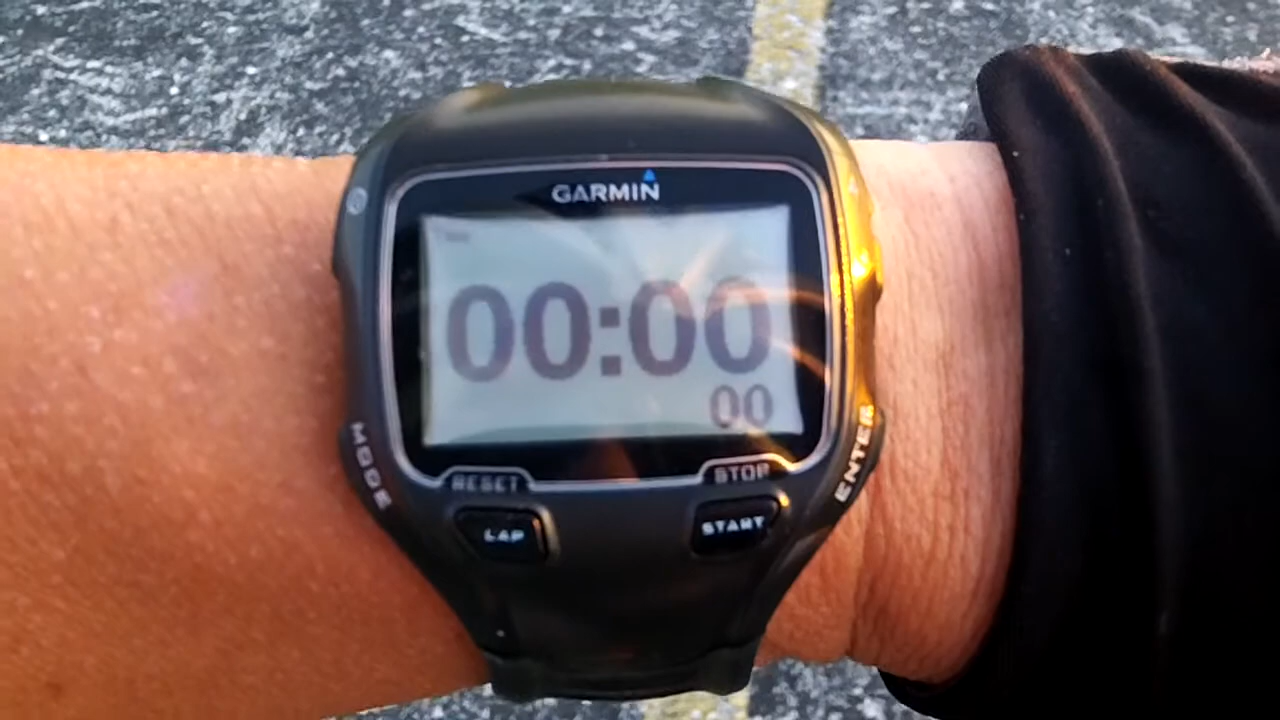 GARMIN
00:00
00
MODE
ENTER
RESET
STOP
LAP
START